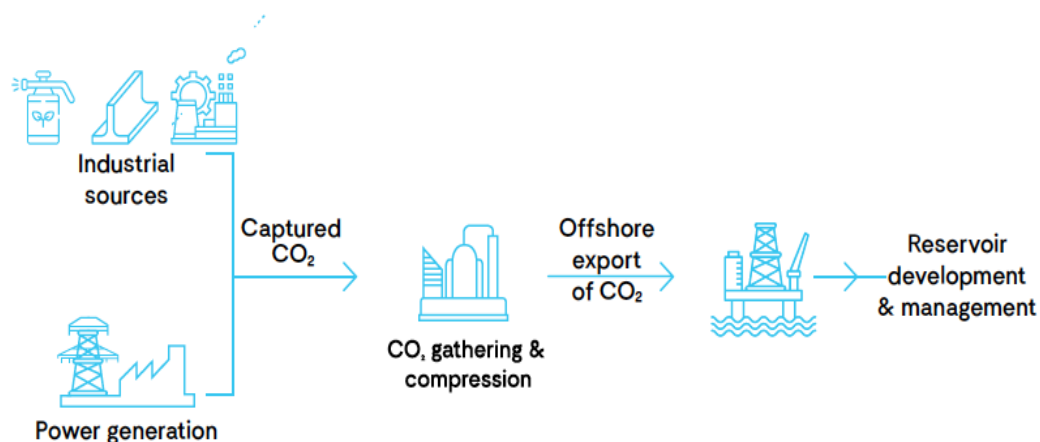 Industrial
sources
Captured
CO₂
Offshore
export
of CO₂
Reservoir
development
& management
CO₂ gathering &
compression
Power generation